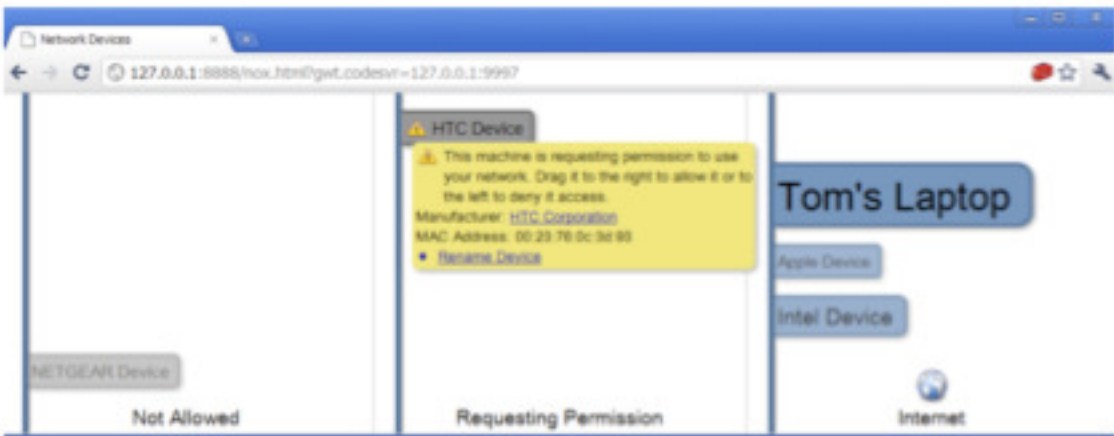 Network Devices
127.0.0.1:8888/nox.html?gwt.codesvr=127.0.0.1:9997
HTC Device
This machine is requesting permission to use
your network. Drag it to the right to allow it or to
the left to deny it access.
Manufacturer: HTC Corporation
MAC Address: 00:23:76:0c:3d:93
Rename Device
Tom's Laptop
Apple Device
Intel Device
NETGEAR Device
Not Allowed
Requesting Permission
Internet